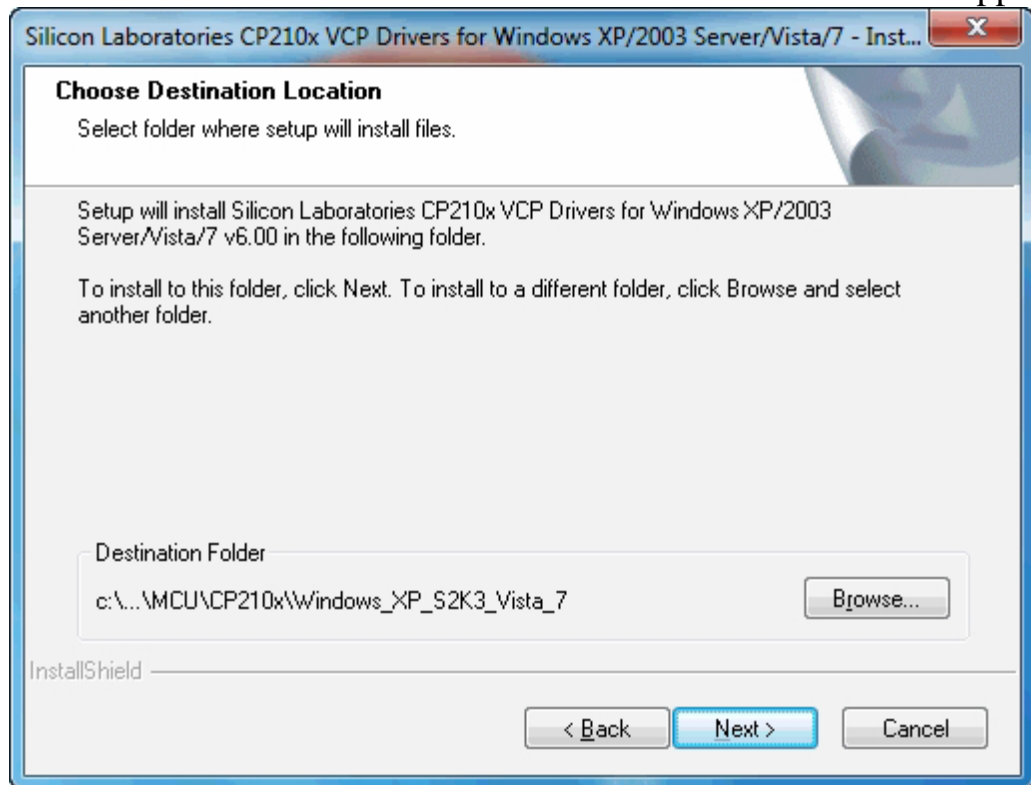 Silicon Laboratories CP210x VCP Drivers for Windows XP/2003 Server/Vista/7 - Inst...
Choose Destination Location
Select folder where setup will install files.
Setup will install Silicon Laboratories CP210x VCP Drivers for Windows XP/2003
Server/Vista/7 v6.00 in the following folder.
To install to this folder, click Next. To install to a different folder, click Browse and select
another folder.
Destination Folder
c:\...\MCU\CP210x\Windows_XP_S2K3_Vista_7
Browse...
InstallShield
< Back
Next >
Cancel